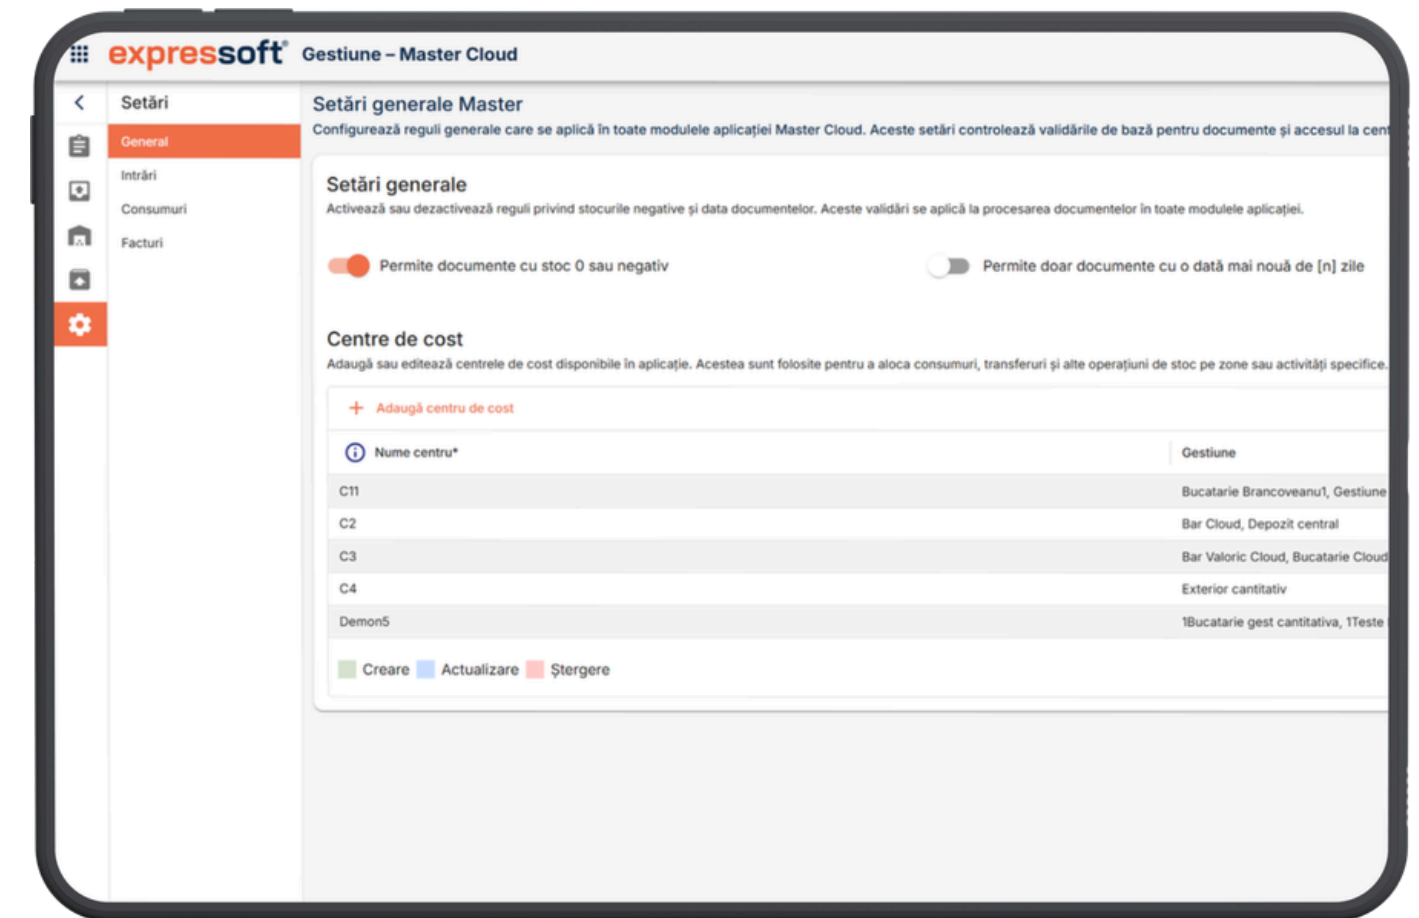 expressoft® Gestiune – Master Cloud
Setări
Setări generale Master
Configurează reguli generale care se aplică în toate modulele aplicației Master Cloud. Aceste setări controlează validările de bază pentru documente și accesul la cent
General
Intrări
Consumuri
Facturi
Setări generale
Activează sau dezactivează reguli privind stocurile negative și data documentelor. Aceste validări se aplică la procesarea documentelor în toate modulele aplicației.
Permite documente cu stoc 0 sau negativ
Permite doar documente cu o dată mai nouă de [n] zile
Centre de cost
Adaugă sau editează centrele de cost disponibile în aplicație. Acestea sunt folosite pentru a aloca consumuri, transferuri și alte operațiuni de stoc pe zone sau activități specifice.
+ Adaugă centru de cost
Nume centru* Gestiune
C11 Bucatarie Brancoveanu1, Gestiune
C2 Bar Cloud, Depozit central
C3 Bar Valoric Cloud, Bucatarie Cloud
C4 Exterior cantitativ
Demon5 1Bucatarie gest cantitativa, 1Teste
Creare Actualizare Ștergere